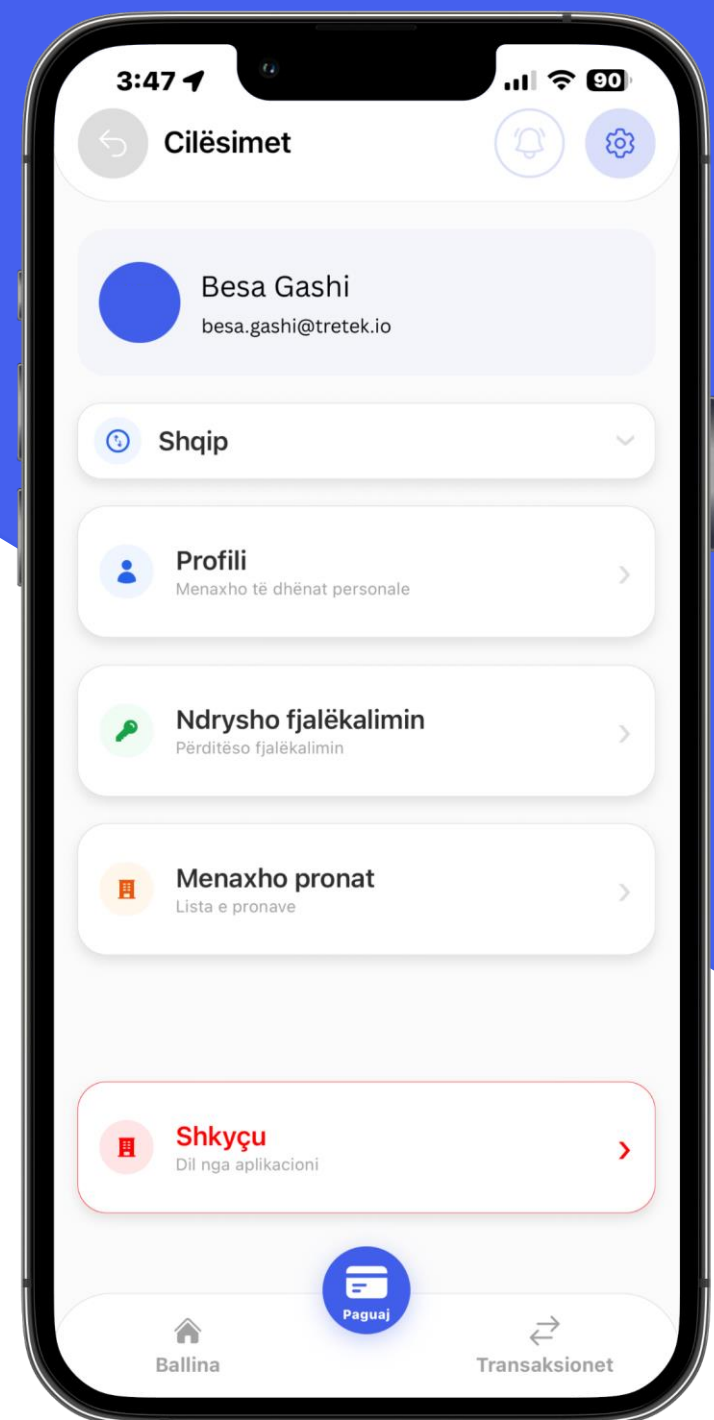 3:47
90
Cilësimet
Besa Gashi
besa.gashi@tretek.io
Shqip
Profili
Menaxho të dhënat personale
Ndrysho fjalëkalimin
Përditëso fjalëkalimin
Menaxho pronat
Lista e pronave
Shkyçu
Dil nga aplikacioni
Paguaj
Ballina
Transaksionet